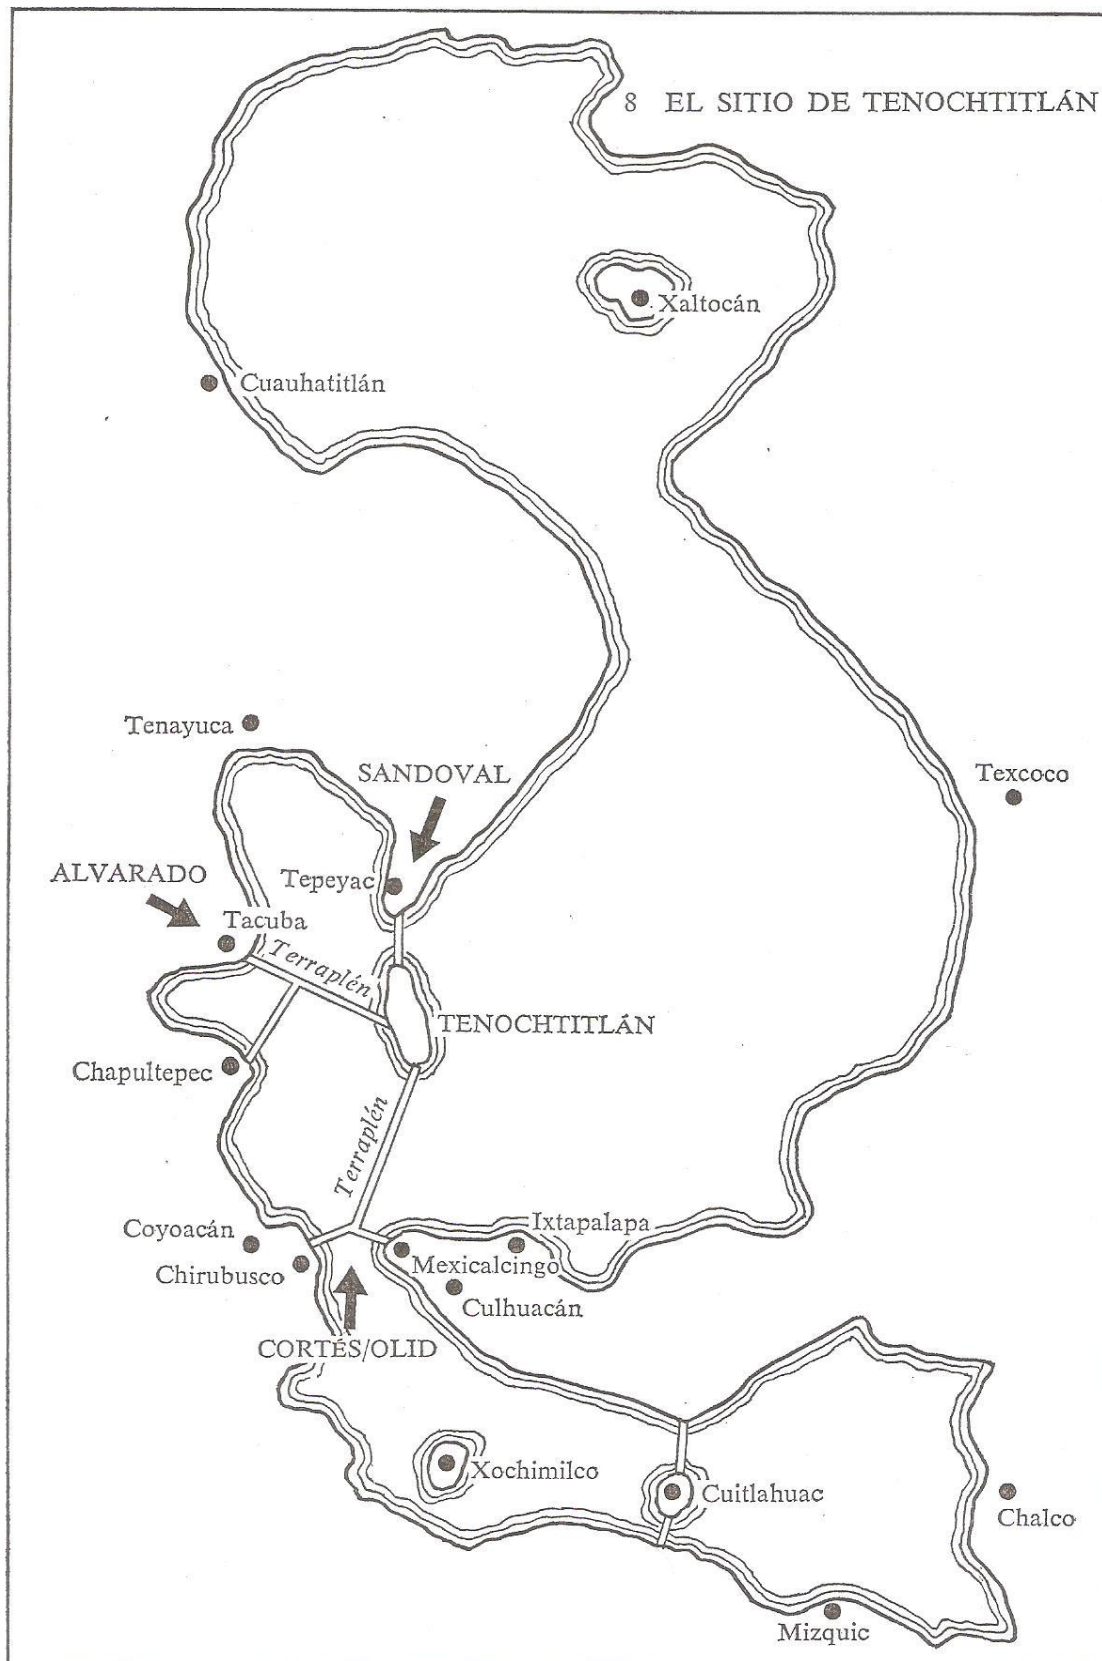 8 EL SITIO DE TENOCHTITLÁN
Xaltocán
Cuauhatitlán
Tenayuca
SANDOVAL
Texcoco
ALVARADO
Tepeyac
Tacuba
Terraplén
TENOCHTITLÁN
Chapultepec
Terraplén
Ixtapalapa
Coyoacán
Mexicalcingo
Chirubusco
Culhuacán
CORTÉS/OLID
Xochimilco
Cuitlahuac
Chalco
Mizquic